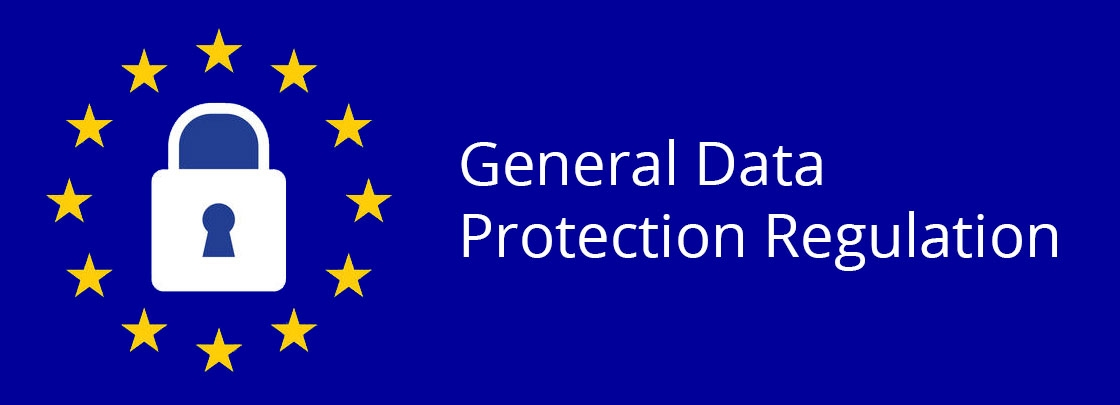 General Data
Protection Regulation